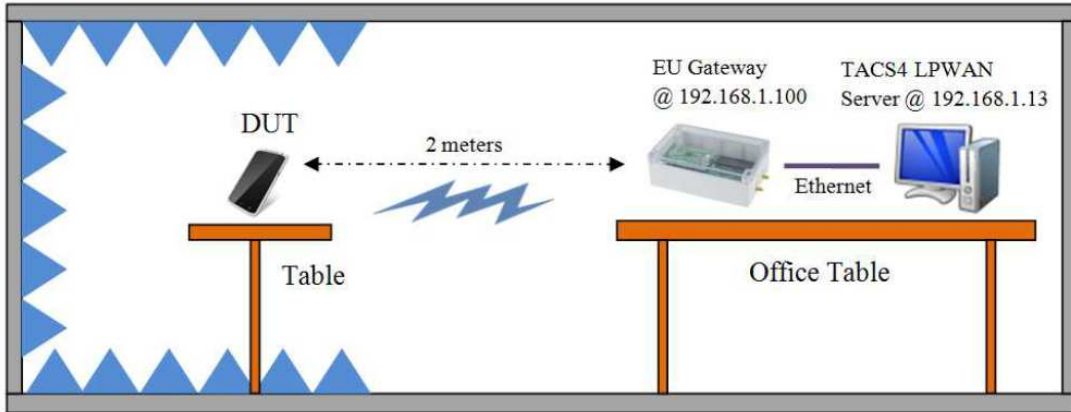 EU Gateway
@ 192.168.1.100
TACS4 LPWAN
Server @ 192.168.1.13
DUT
2 meters
Ethernet
Table
Office Table